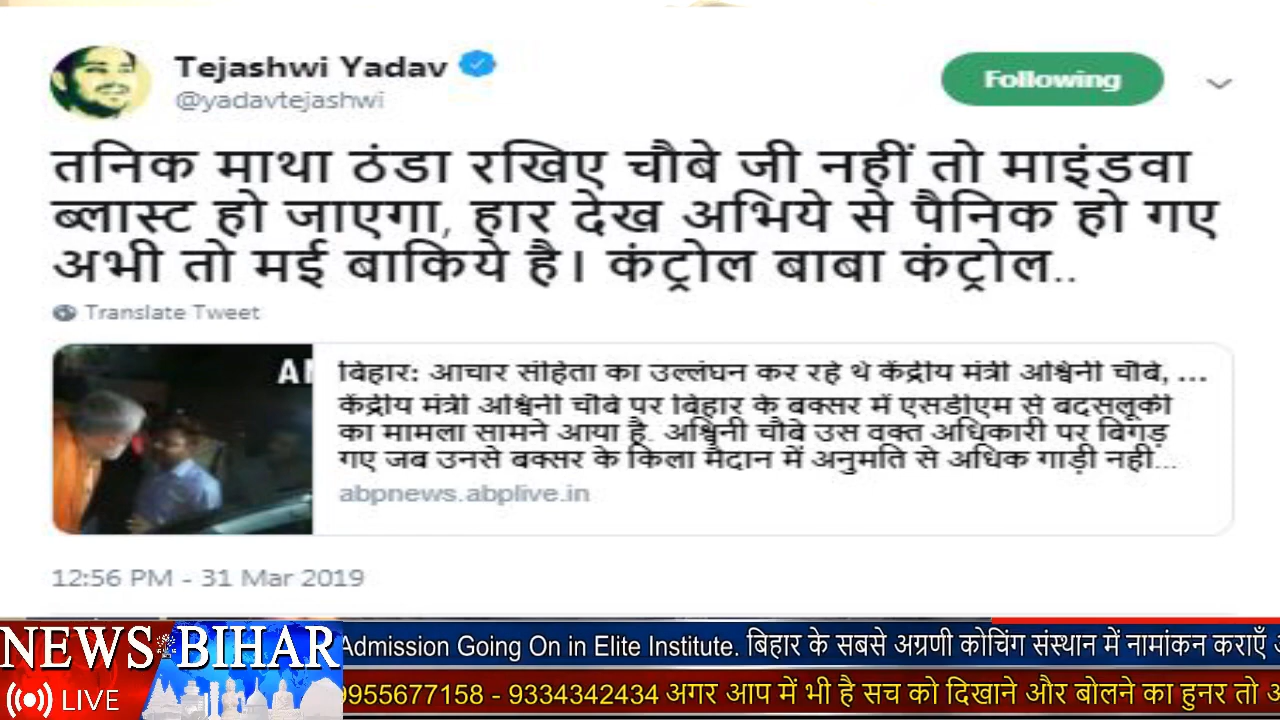 Tejashwi Yadav
@yadavtejashwi
Following
तनिक माथा ठंडा रखिए चौबे जी नहीं तो माइंडवा
ब्लास्ट हो जाएगा, हार देख अभिये से पैनिक हो गए
अभी तो मई बाकिये है। कंट्रोल बाबा कंट्रोल..
Translate Tweet
बिहार: आचार संहिता का उल्लंघन कर रहे थे केंद्रीय मंत्री अश्विनी चौबे, ...
केंद्रीय मंत्री अश्विनी चौबे पर बिहार के बक्सर में एसडीएम से बदसलूकी
का मामला सामने आया है. अश्विनी चौबे उस वक्त अधिकारी पर बिगड़
गए जब उनसे बक्सर के किला मैदान में अनुमति से अधिक गाड़ी नहीं...
abpnews.abplive.in
12:56 PM - 31 Mar 2019
NEWS BIHAR
LIVE
Admission Going On in Elite Institute. बिहार के सबसे अग्रणी कोचिंग संस्थान में नामांकन कराएँ
9955677158 - 9334342434 अगर आप में भी है सच को दिखाने और बोलने का हुनर तो